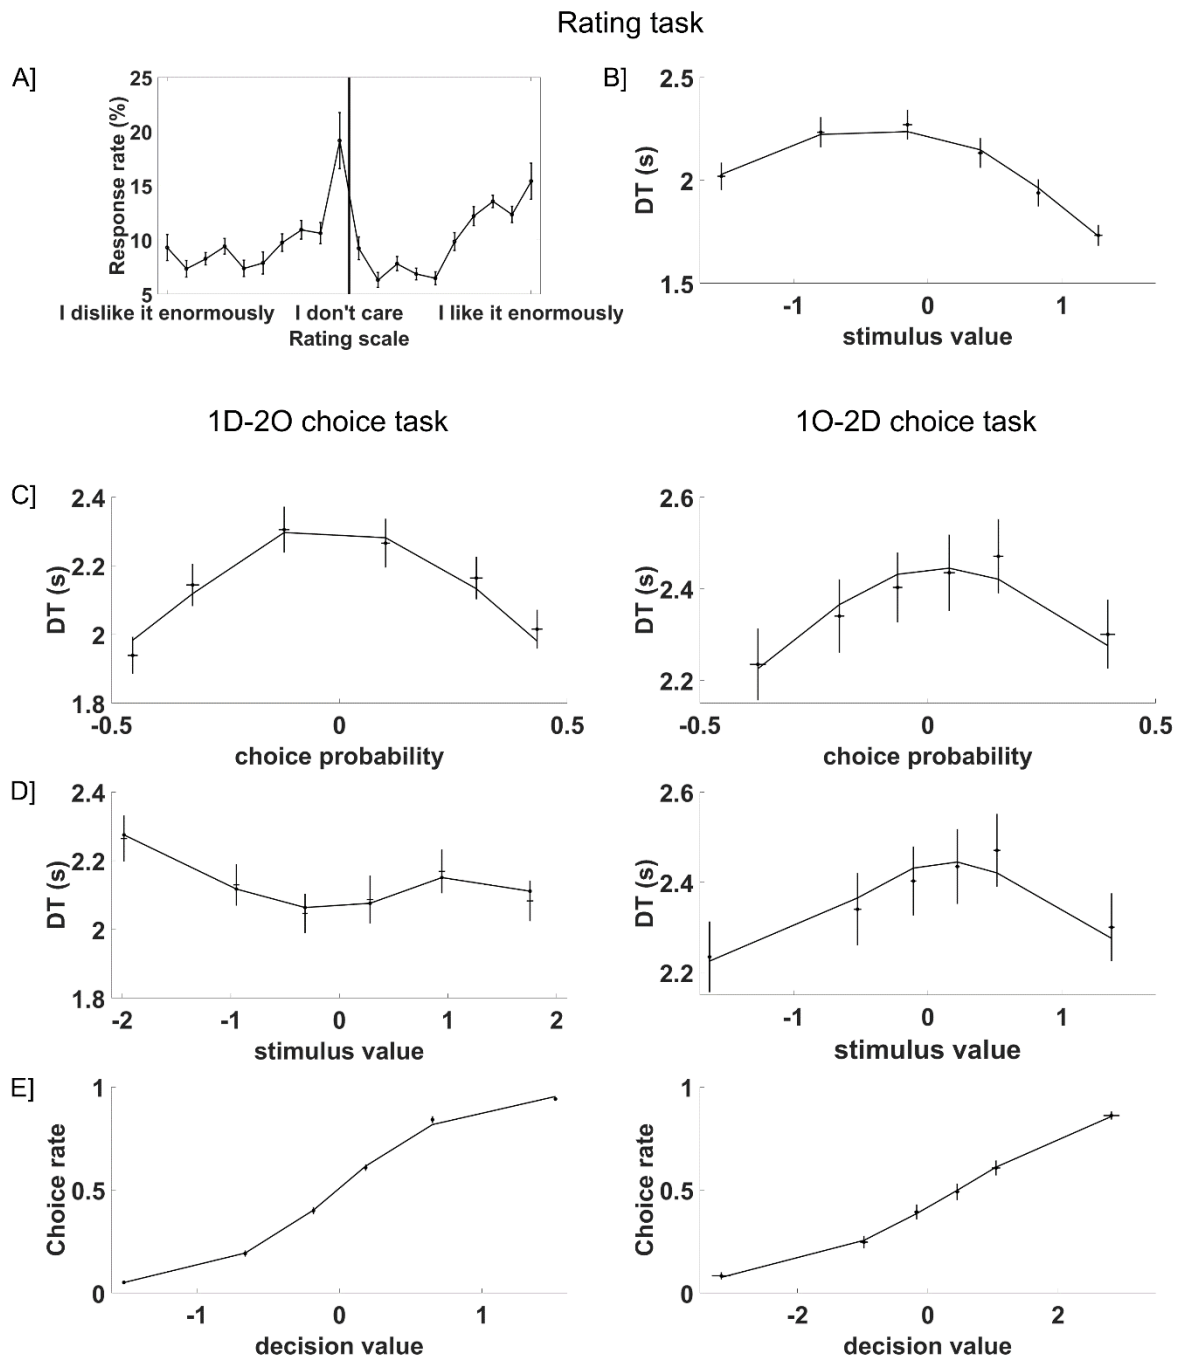 Rating task
A]
25
20
15
10
5
Response rate (%)
I dislike it enormously I don't care I like it enormously
Rating scale
B]
2.5
2
1.5
DT (s)
-1 0 1
stimulus value
1D-2O choice task
1O-2D choice task
C]
2.4
2.2
2
1.8
DT (s)
-0.5 0 0.5
choice probability
2.6
2.4
2.2
DT (s)
-0.5 0 0.5
choice probability
D]
2.4
2.2
2
1.8
DT (s)
-2 -1 0 1 2
stimulus value
2.6
2.4
2.2
DT (s)
-1 0 1
stimulus value
E]
1
0.5
0
Choice rate
-1 0 1
decision value
1
0.5
0
Choice rate
-2 0 2
decision value